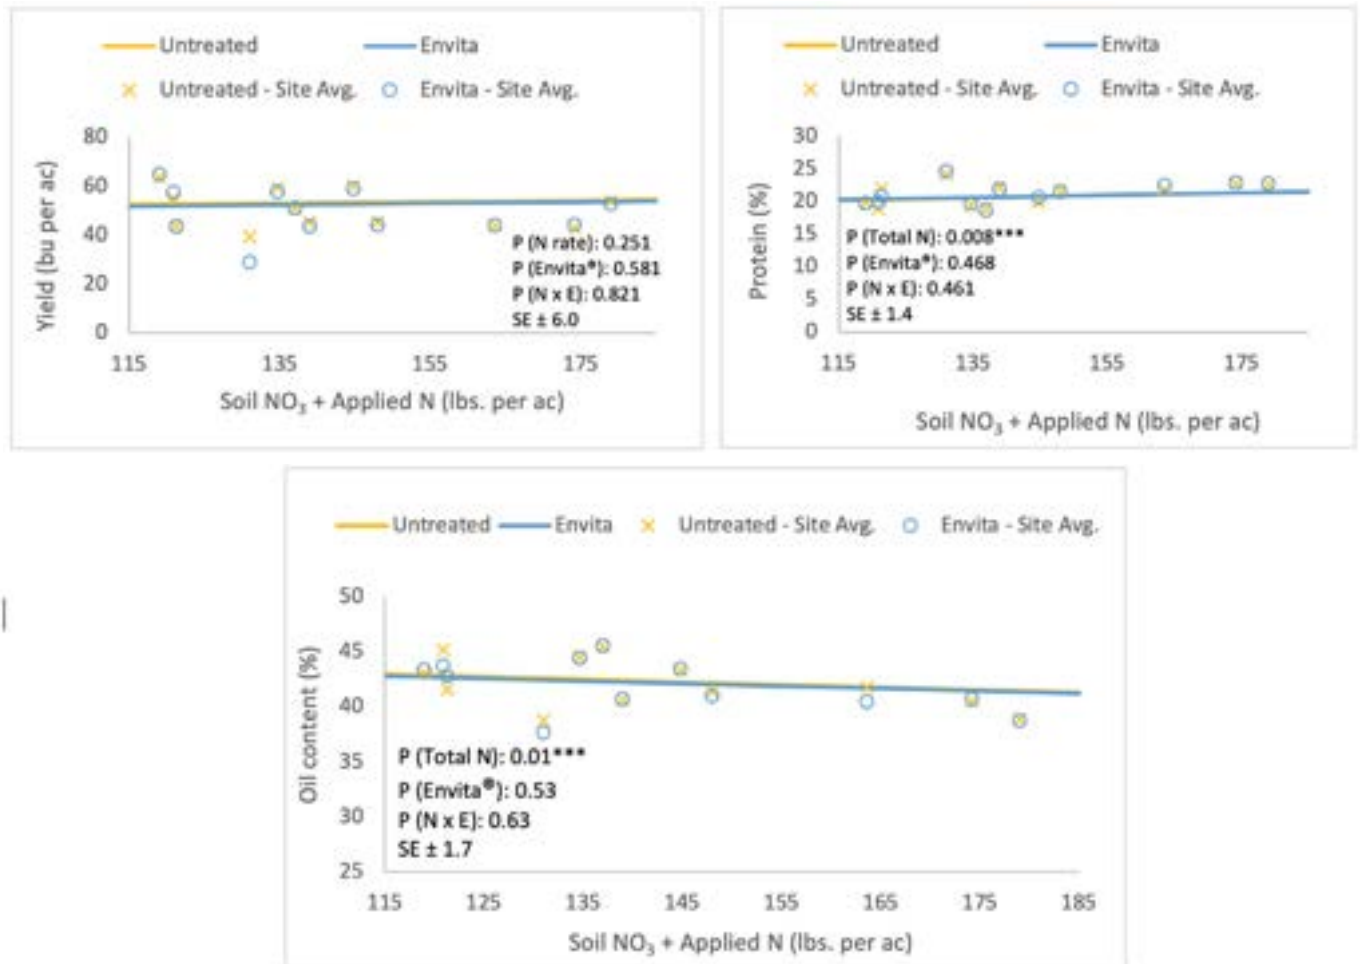 Untreated Envita
Untreated - Site Avg. Envita - Site Avg.
80
60
40
20
0
Yield (bu per ac)
P (N rate): 0.251
P (Envita®): 0.581
P (N x E): 0.821
SE ± 6.0
115 135 155 175
Soil NO₃ + Applied N (lbs. per ac)
Untreated Envita
Untreated - Site Avg. Envita - Site Avg.
30
25
20
15
10
5
0
Protein (%)
P (Total N): 0.008***
P (Envita®): 0.468
P (N x E): 0.461
SE ± 1.4
115 135 155 175
Soil NO₃ + Applied N (lbs. per ac)
Untreated Envita Untreated - Site Avg. Envita - Site Avg.
50
45
40
35
30
25
Oil content (%)
P (Total N): 0.01***
P (Envita®): 0.53
P (N x E): 0.63
SE ± 1.7
115 125 135 145 155 165 175 185
Soil NO₃ + Applied N (lbs. per ac)